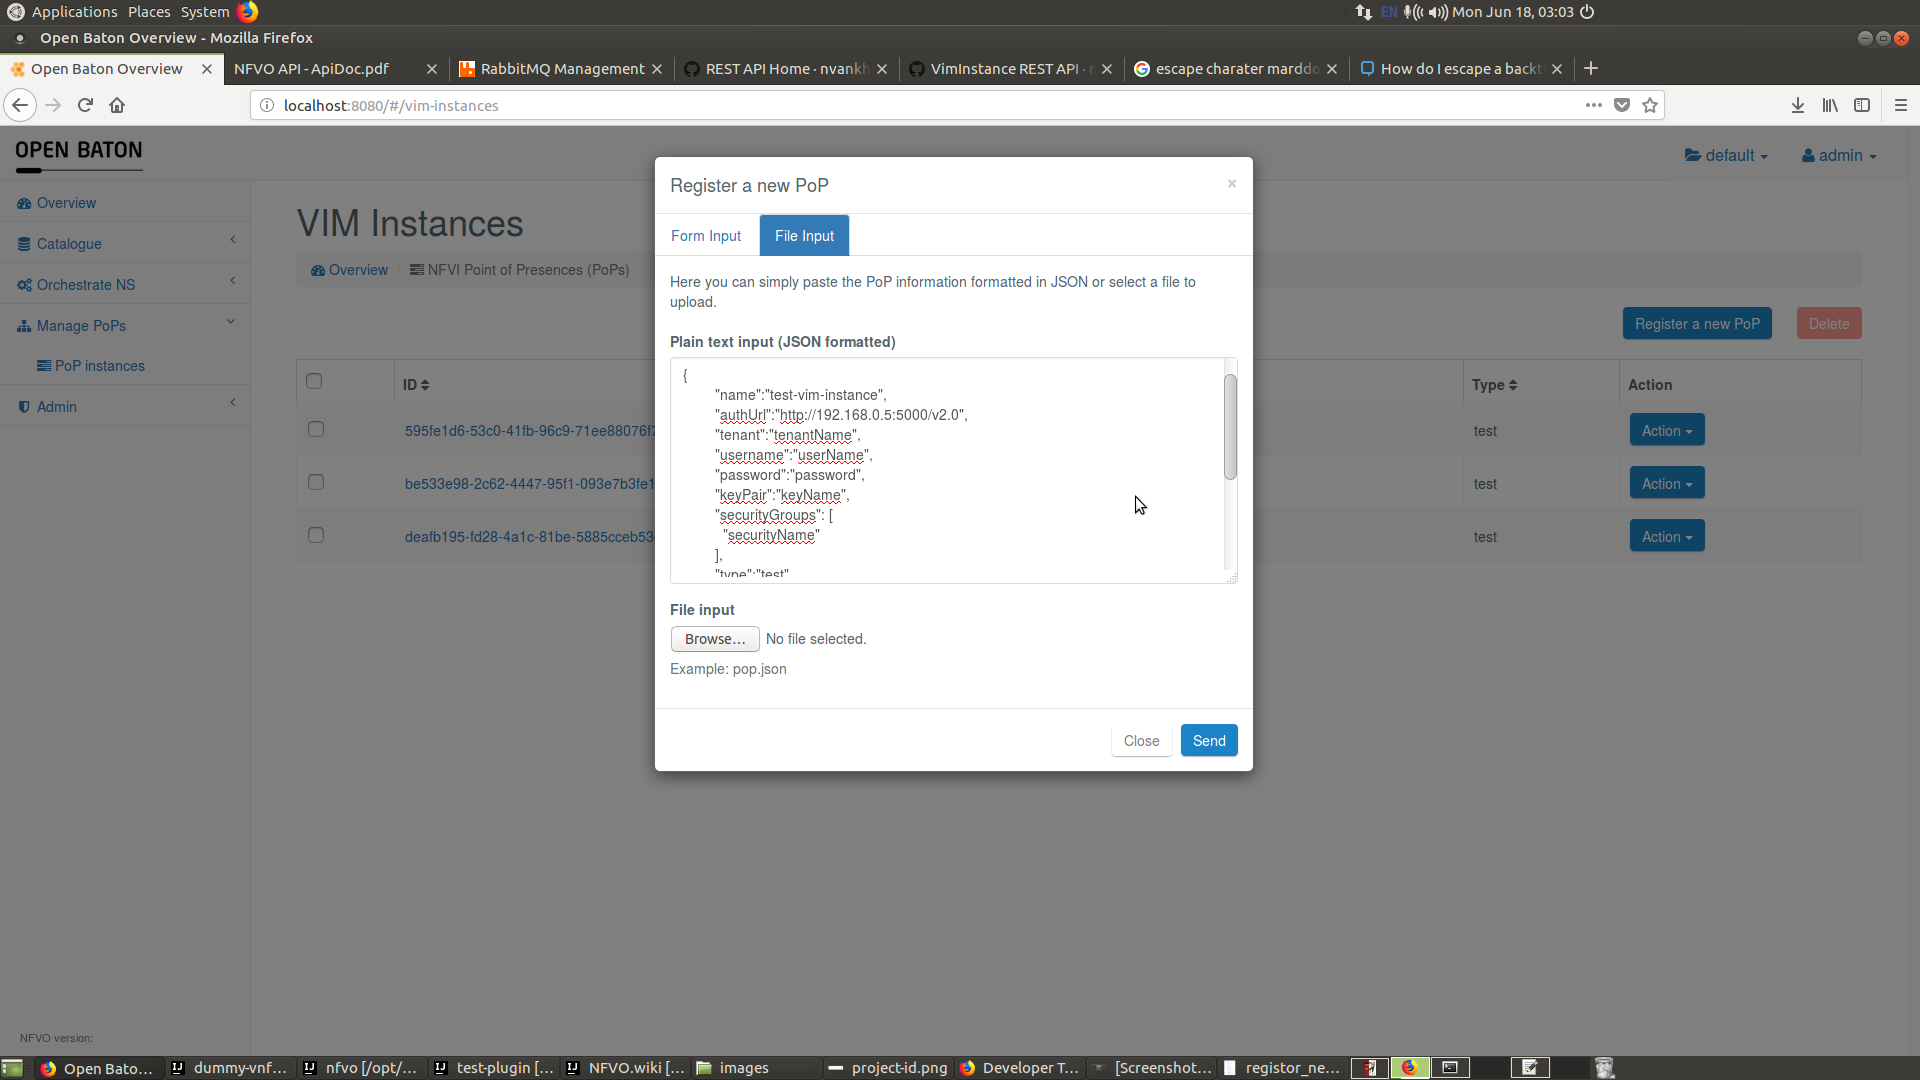 Applications Places System
EN Mon Jun 18, 03:03
Open Baton Overview - Mozilla Firefox
Open Baton Overview
NFVO API - ApiDoc.pdf
RabbitMQ Management
REST API Home · nvankh
VimInstance REST API ·
escape charater marddo
How do I escape a backt
localhost:8080/#/vim-instances
OPEN BATON
default
admin
Overview
Catalogue
Orchestrate NS
Manage PoPs
PoP instances
Admin
VIM Instances
Overview / NFVI Point of Presences (PoPs)
Register a new PoP
Delete
ID
Type
Action
595fe1d6-53c0-41fb-96c9-71ee88076f7
test
Action
be533e98-2c62-4447-95f1-093e7b3fe1
test
Action
deafb195-fd28-4a1c-81be-5885cceb53
test
Action
Register a new PoP
×
Form Input
File Input
Here you can simply paste the PoP information formatted in JSON or select a file to
upload.
Plain text input (JSON formatted)
{
"name":"test-vim-instance",
"authUrl":"http://192.168.0.5:5000/v2.0",
"tenant":"tenantName",
"username":"userName",
"password":"password",
"keyPair":"keyName",
"securityGroups": [
"securityName"
],
"type":"test"
File input
Browse... No file selected.
Example: pop.json
Close
Send
NFVO version:
Open Bato...
dummy-vnf...
nfvo [/opt/...
test-plugin [...
NFVO.wiki [...
images
project-id.png
Developer T...
[Screenshot...
registor_ne...